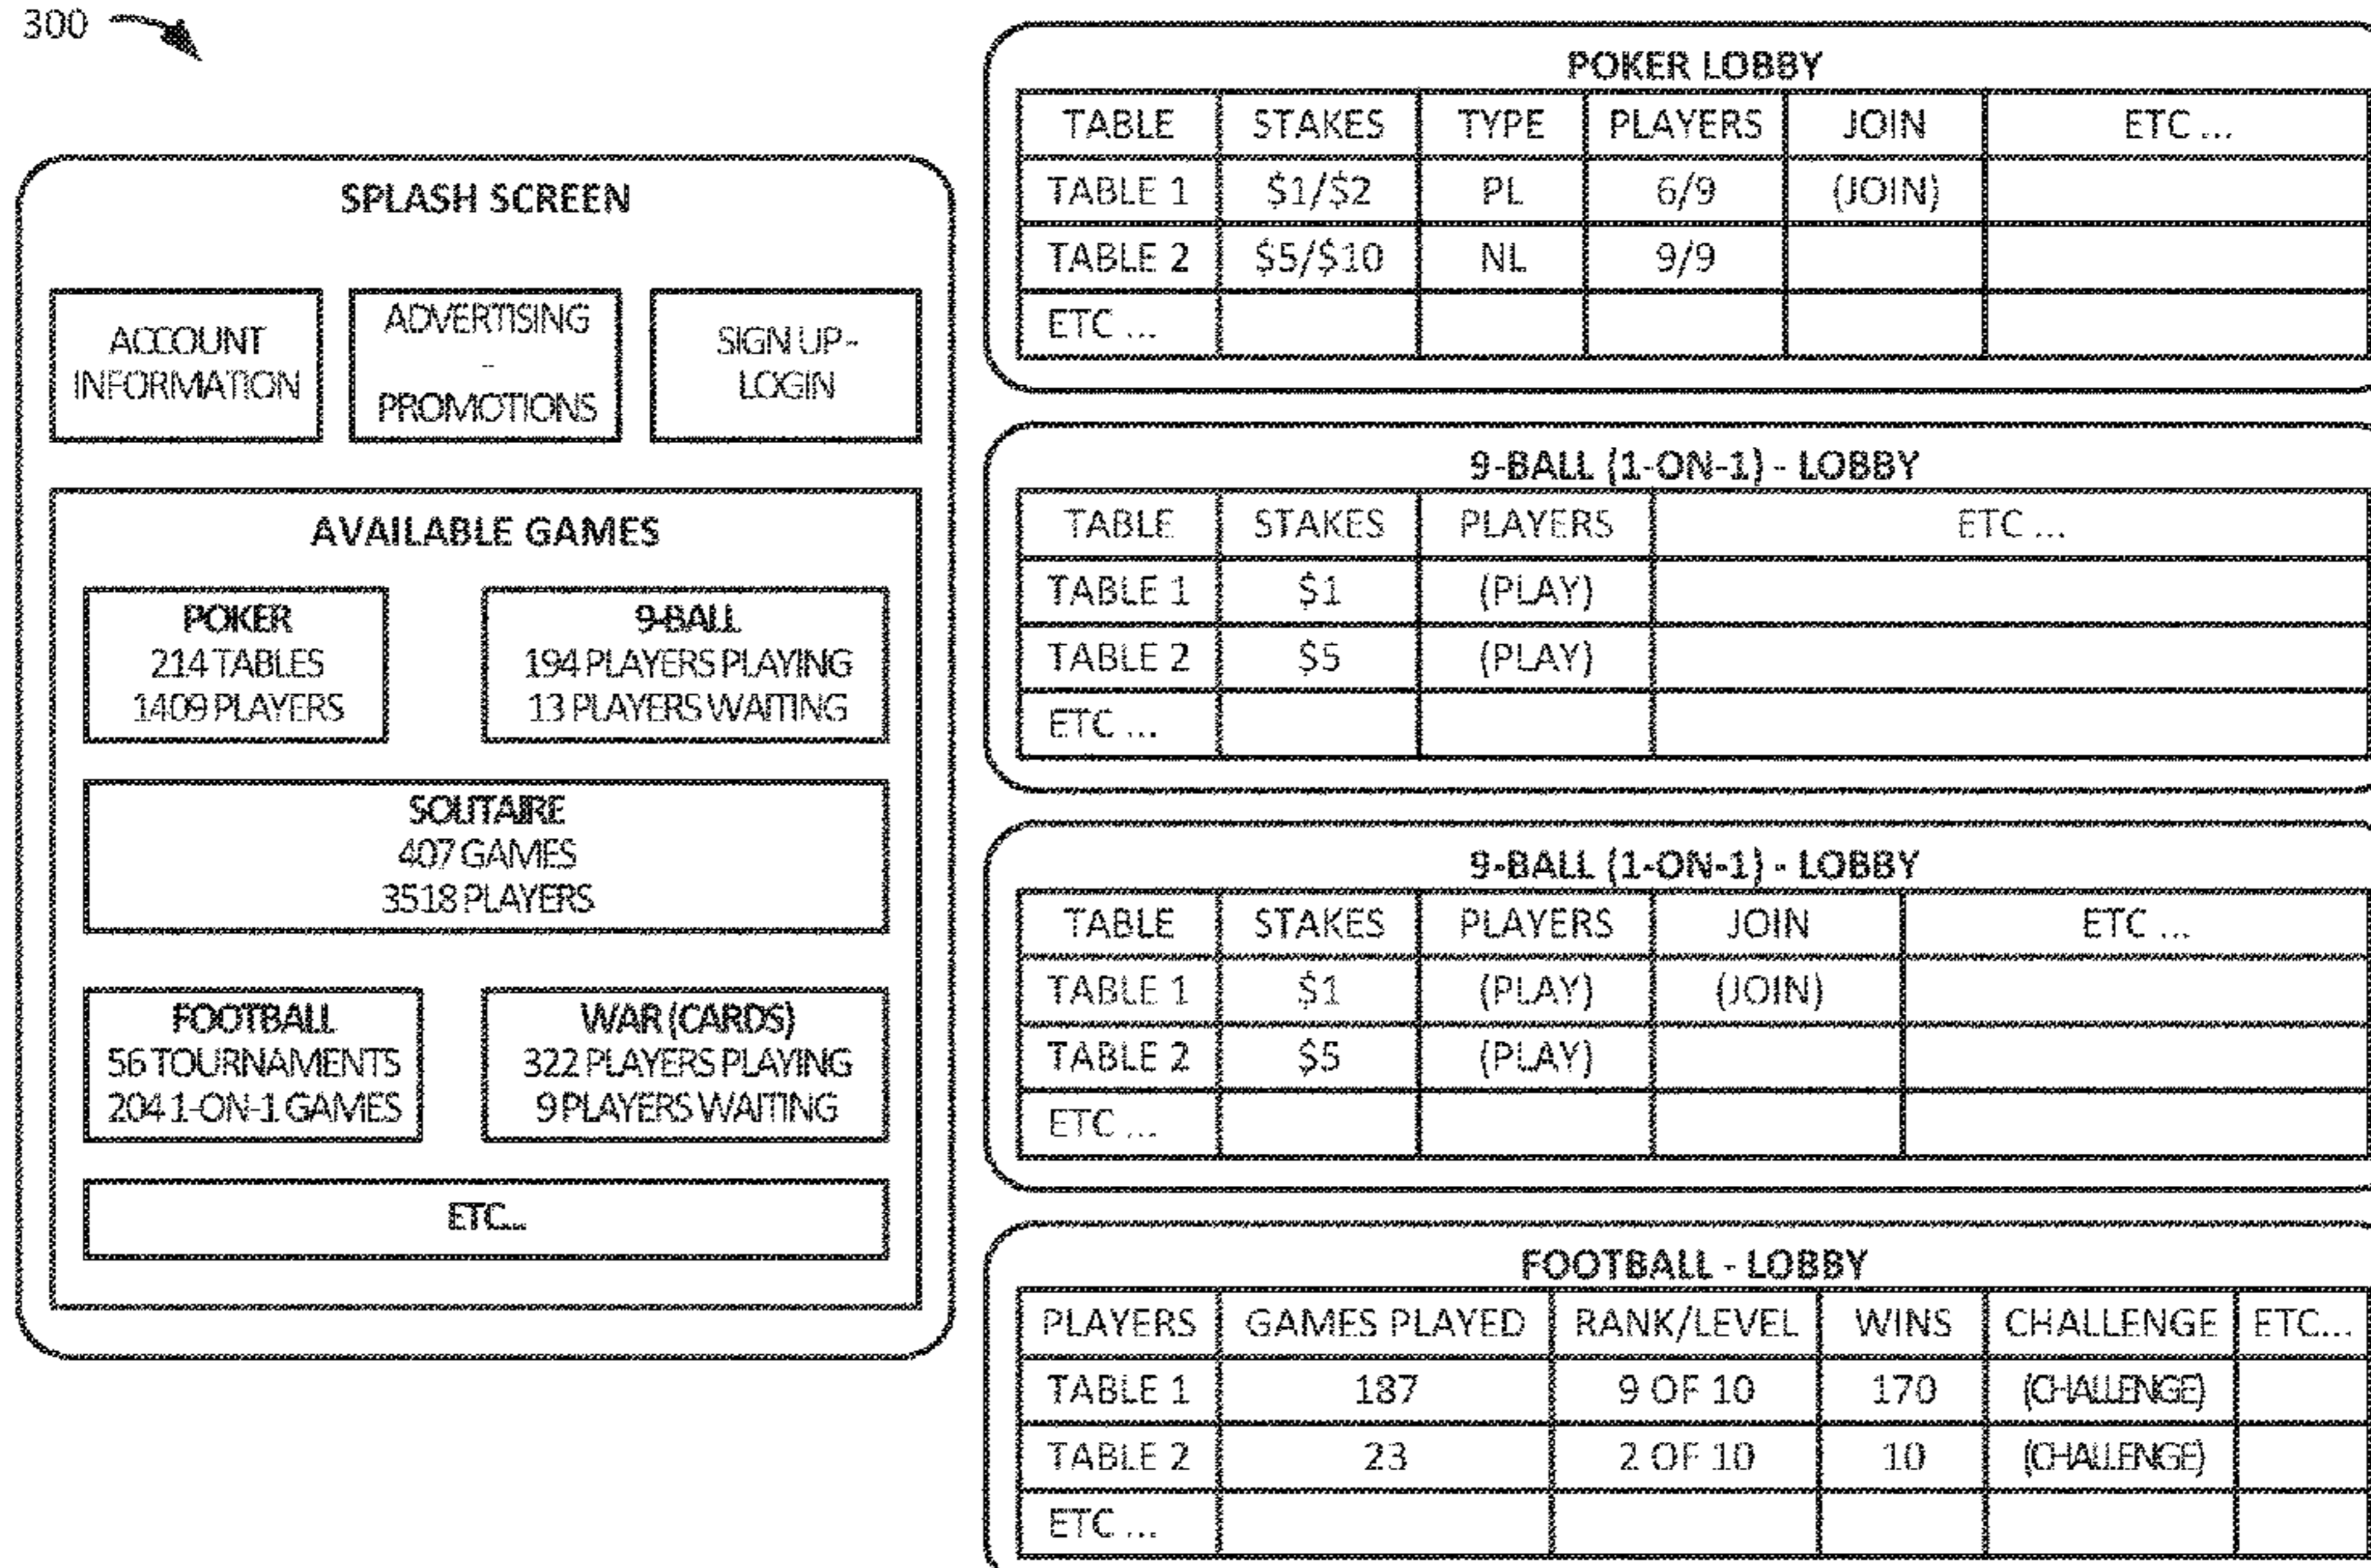 300
SPLASH SCREEN
ACCOUNT
INFORMATION
ADVERTISING
-
PROMOTIONS
SIGN UP-
LOGIN
AVAILABLE GAMES
POKER
214 TABLES
1409 PLAYERS
9-BALL
194 PLAYERS PLAYING
13 PLAYERS WAITING
SOLITAIRE
407 GAMES
3518 PLAYERS
FOOTBALL
56 TOURNAMENTS
204 1-ON-1 GAMES
WAR (CARDS)
322 PLAYERS PLAYING
9 PLAYERS WAITING
ETC...
POKER LOBBY
TABLE STAKES TYPE PLAYERS JOIN ETC ...
TABLE 1 $1/$2 PL 6/9 (JOIN)
TABLE 2 $5/$10 NL 9/9
ETC ...
9-BALL (1-ON-1) - LOBBY
TABLE STAKES PLAYERS ETC ...
TABLE 1 $1 (PLAY)
TABLE 2 $5 (PLAY)
ETC ...
9-BALL (1-ON-1) - LOBBY
TABLE STAKES PLAYERS JOIN ETC ...
TABLE 1 $1 (PLAY) (JOIN)
TABLE 2 $5 (PLAY)
ETC ...
FOOTBALL - LOBBY
PLAYERS GAMES PLAYED RANK/LEVEL WINS CHALLENGE ETC...
TABLE 1 187 9 OF 10 170 (CHALLENGE)
TABLE 2 23 2 OF 10 10 (CHALLENGE)
ETC ...